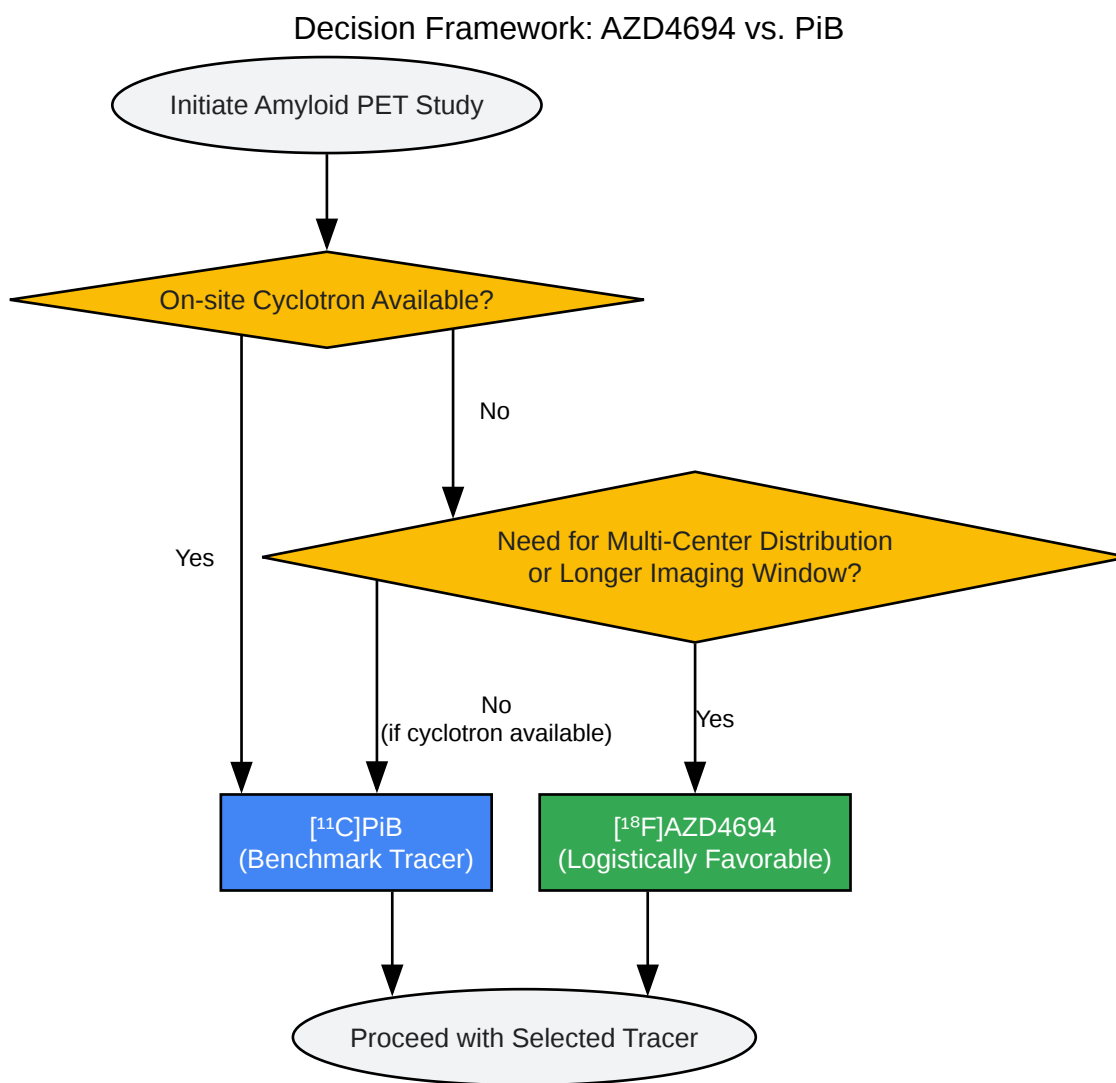 Decision Framework: AZD4694 vs. PiB
Initiate Amyloid PET Study
On-site Cyclotron Available?
No
Need for Multi-Center Distribution
or Longer Imaging Window?
Yes
No
(if cyclotron available)
Yes
[¹¹C]PiB
(Benchmark Tracer)
[¹⁸F]AZD4694
(Logistically Favorable)
Proceed with Selected Tracer